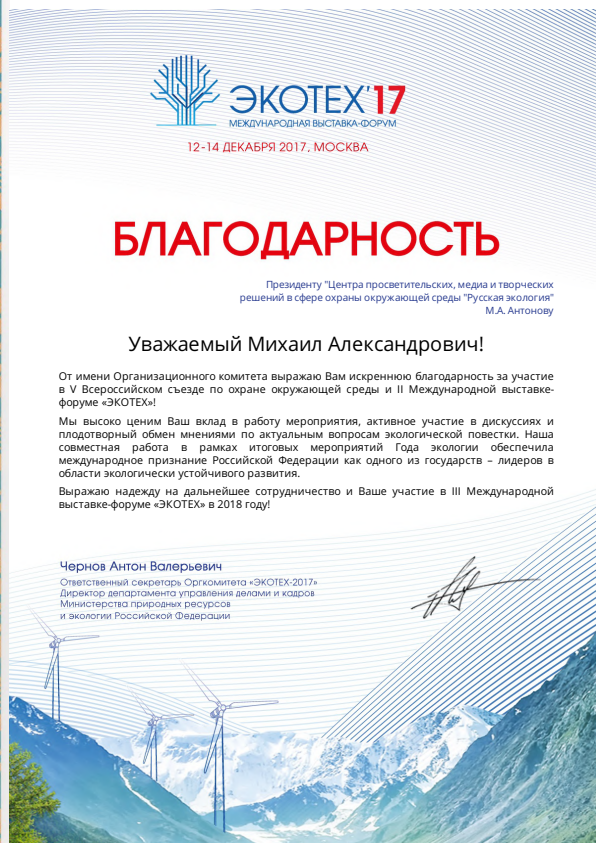 ЭКОТЕХ'17
МЕЖДУНАРОДНАЯ ВЫСТАВКА-ФОРУМ
12-14 ДЕКАБРЯ 2017, МОСКВА
БЛАГОДАРНОСТЬ
Президенту "Центра просветительских, медиа и творческих
решений в сфере охраны окружающей среды "Русская экология"
М.А. Антонову
Уважаемый Михаил Александрович!
От имени Организационного комитета выражаю Вам искреннюю благодарность за участие
в V Всероссийском съезде по охране окружающей среды и II Международной выставке-
форуме «ЭКОТЕХ»!
Мы высоко ценим Ваш вклад в работу мероприятия, активное участие в дискуссиях и
плодотворный обмен мнениями по актуальным вопросам экологической повестки. Наша
совместная работа в рамках итоговых мероприятий Года экологии обеспечила
международное признание Российской Федерации как одного из государств – лидеров в
области экологически устойчивого развития.
Выражаю надежду на дальнейшее сотрудничество и Ваше участие в III Международной
выставке-форуме «ЭКОТЕХ» в 2018 году!
Чернов Антон Валерьевич
Ответственный секретарь Оргкомитета «ЭКОТЕХ-2017»
Директор департамента управления делами и кадров
Министерства природных ресурсов
и экологии Российской Федерации